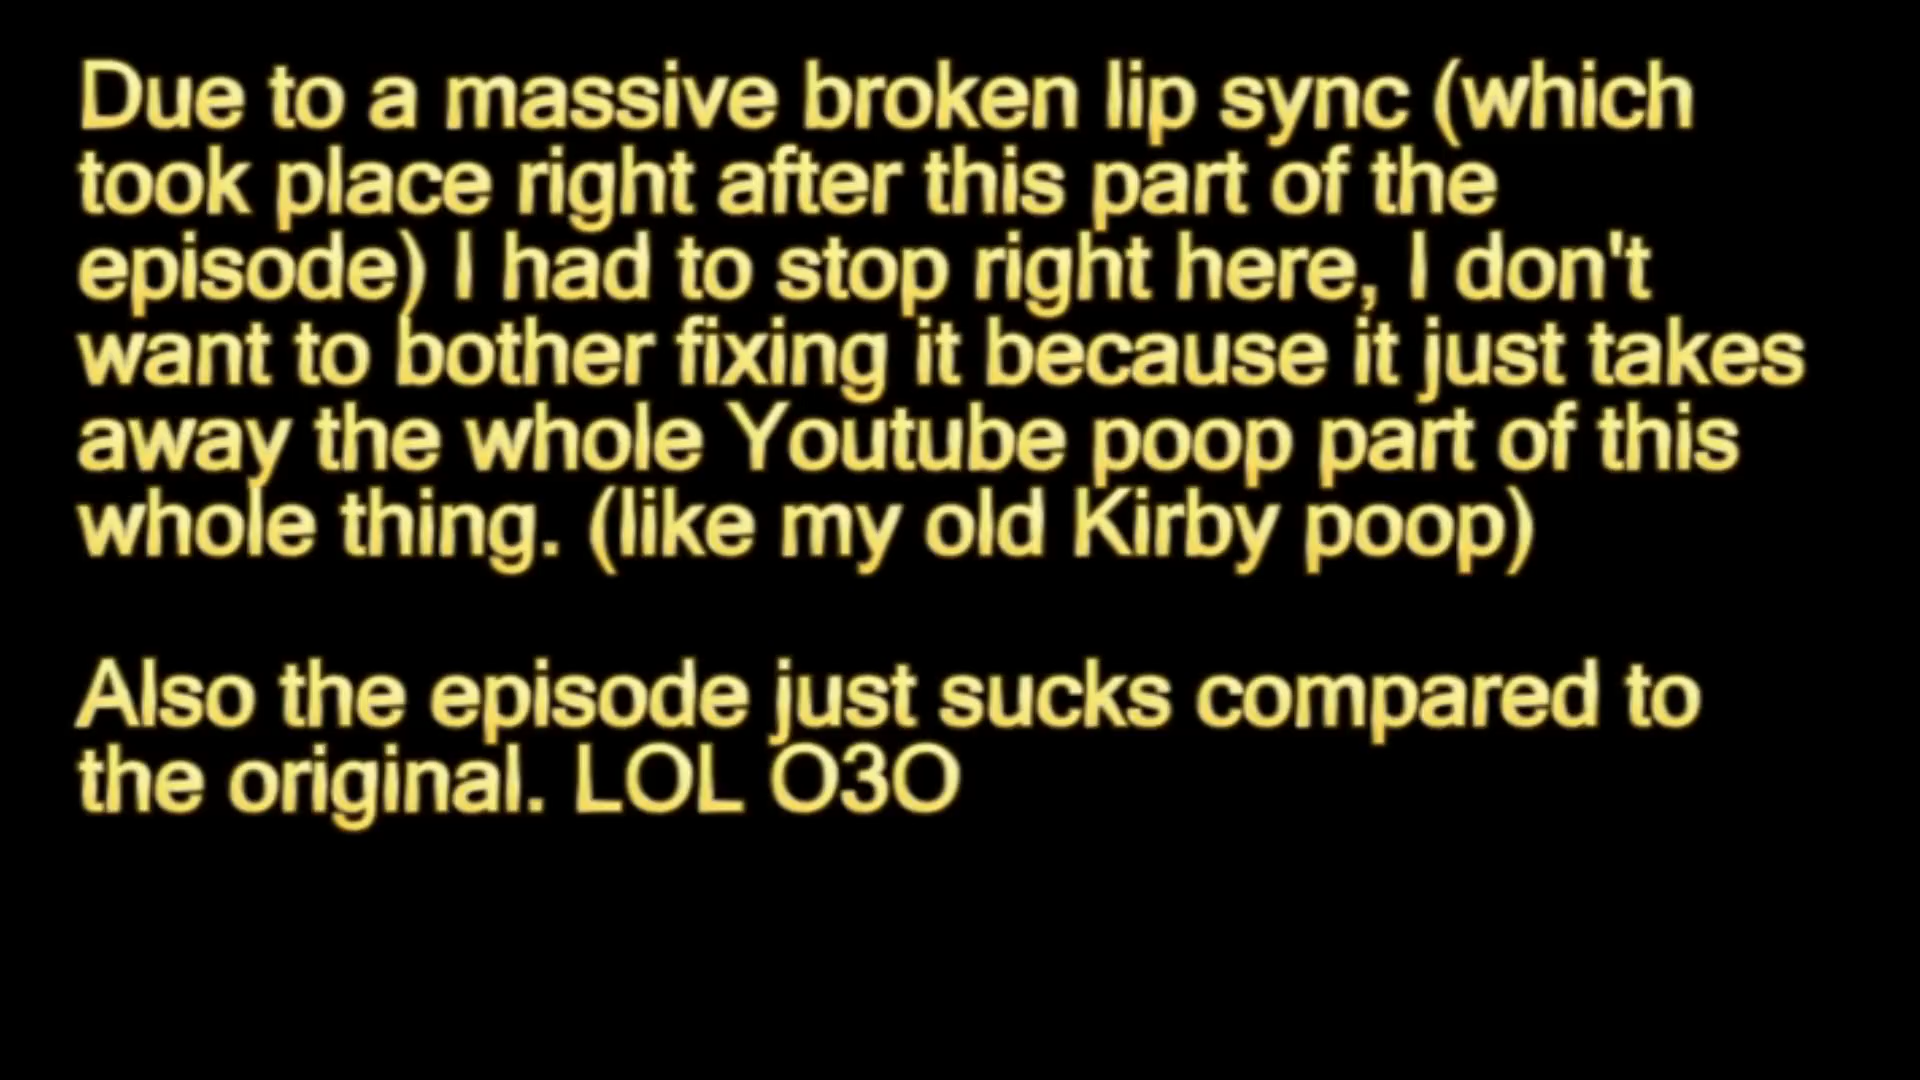 Due to a massive broken lip sync (which
took place right after this part of the
episode) I had to stop right here, I don't
want to bother fixing it because it just takes
away the whole Youtube poop part of this
whole thing. (like my old Kirby poop)
Also the episode just sucks compared to
the original. LOL O3O